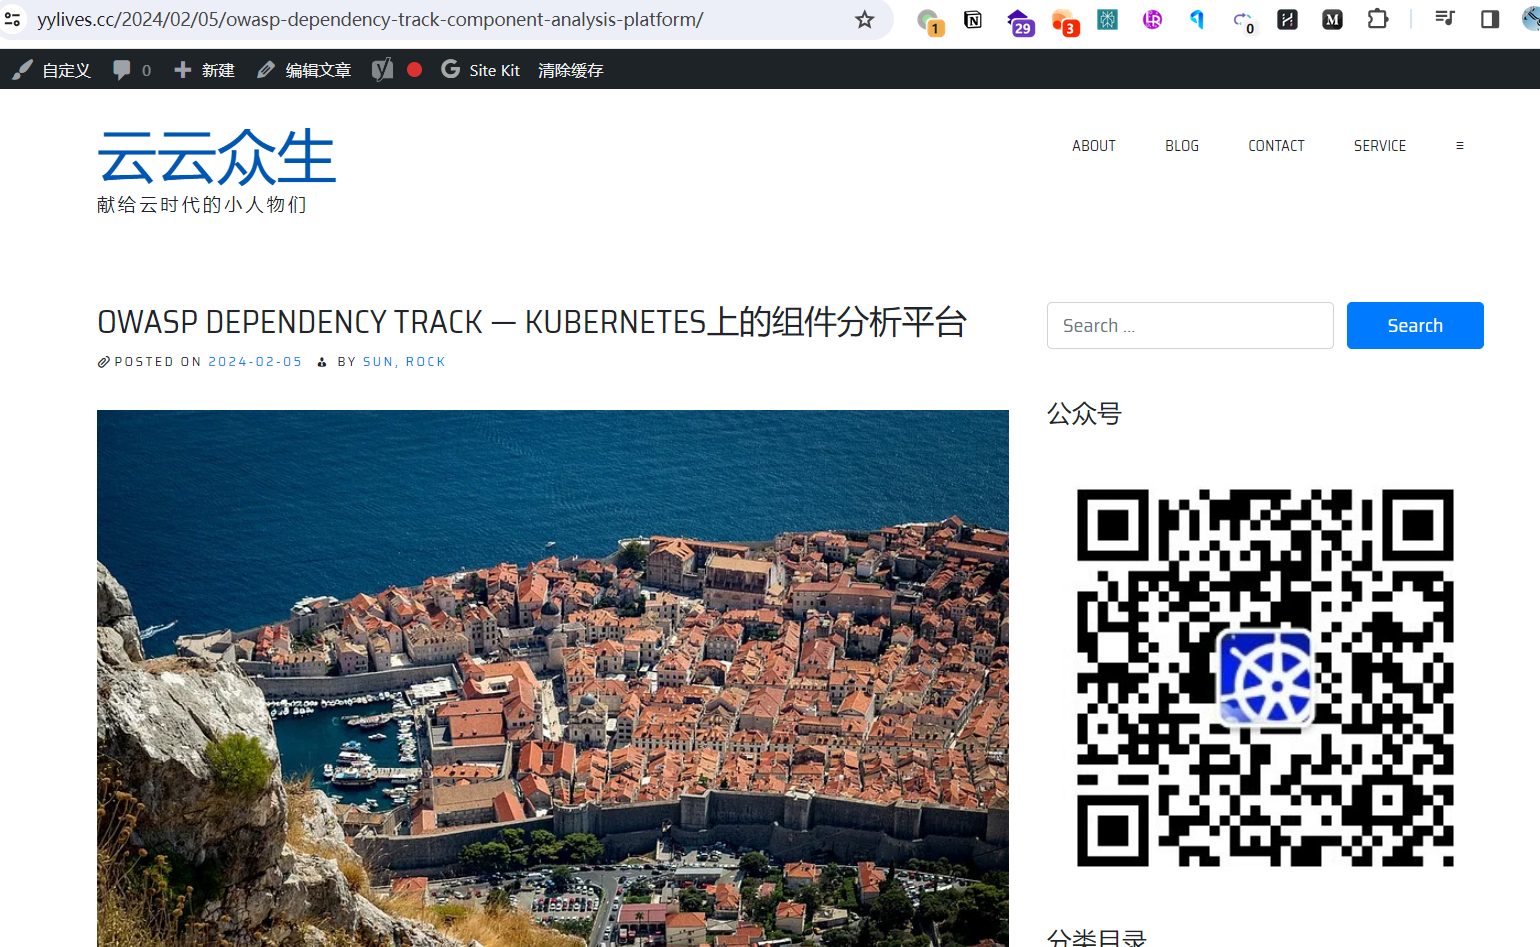 yylives.cc/2024/02/05/owasp-dependency-track-component-analysis-platform/
1
29
3
0
自定义 0 新建 编辑文章 Site Kit 清除缓存
云云众生
献给云时代的小人物们
ABOUT BLOG CONTACT SERVICE ≡
OWASP DEPENDENCY TRACK — KUBERNETES上的组件分析平台
POSTED ON 2024-02-05 BY SUN, ROCK
Search …
Search
公众号
分类目录